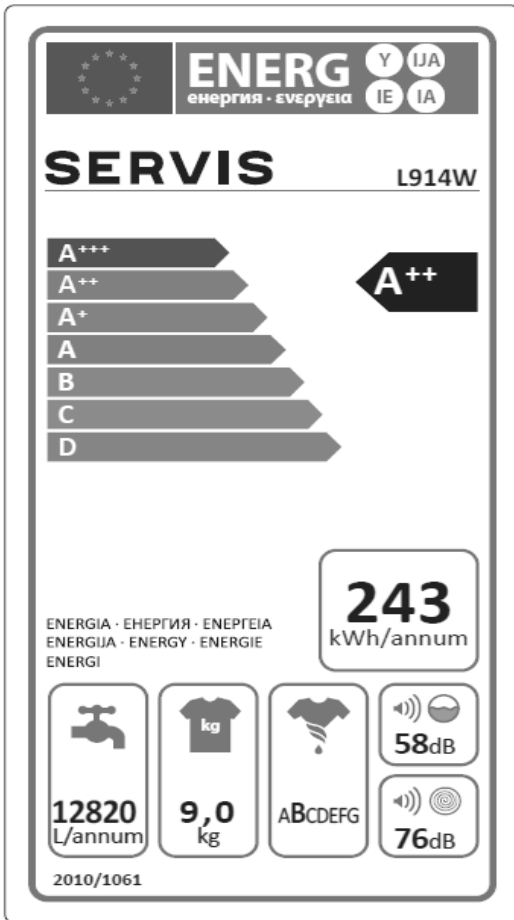 ENERG
енергия · ενεργεια
Y IJA
IE IA
SERVIS
L914W
A+++
A++
A++
A+
A
B
C
D
243
kWh/annum
ENERGIA · ЕНЕРГИЯ · ΕΝΕΡΓΕΙΑ
ENERGIJA · ENERGY · ENERGIE
ENERGI
kg
12820
L/annum
9,0
kg
ABCDEFG
58dB
76dB
2010/1061